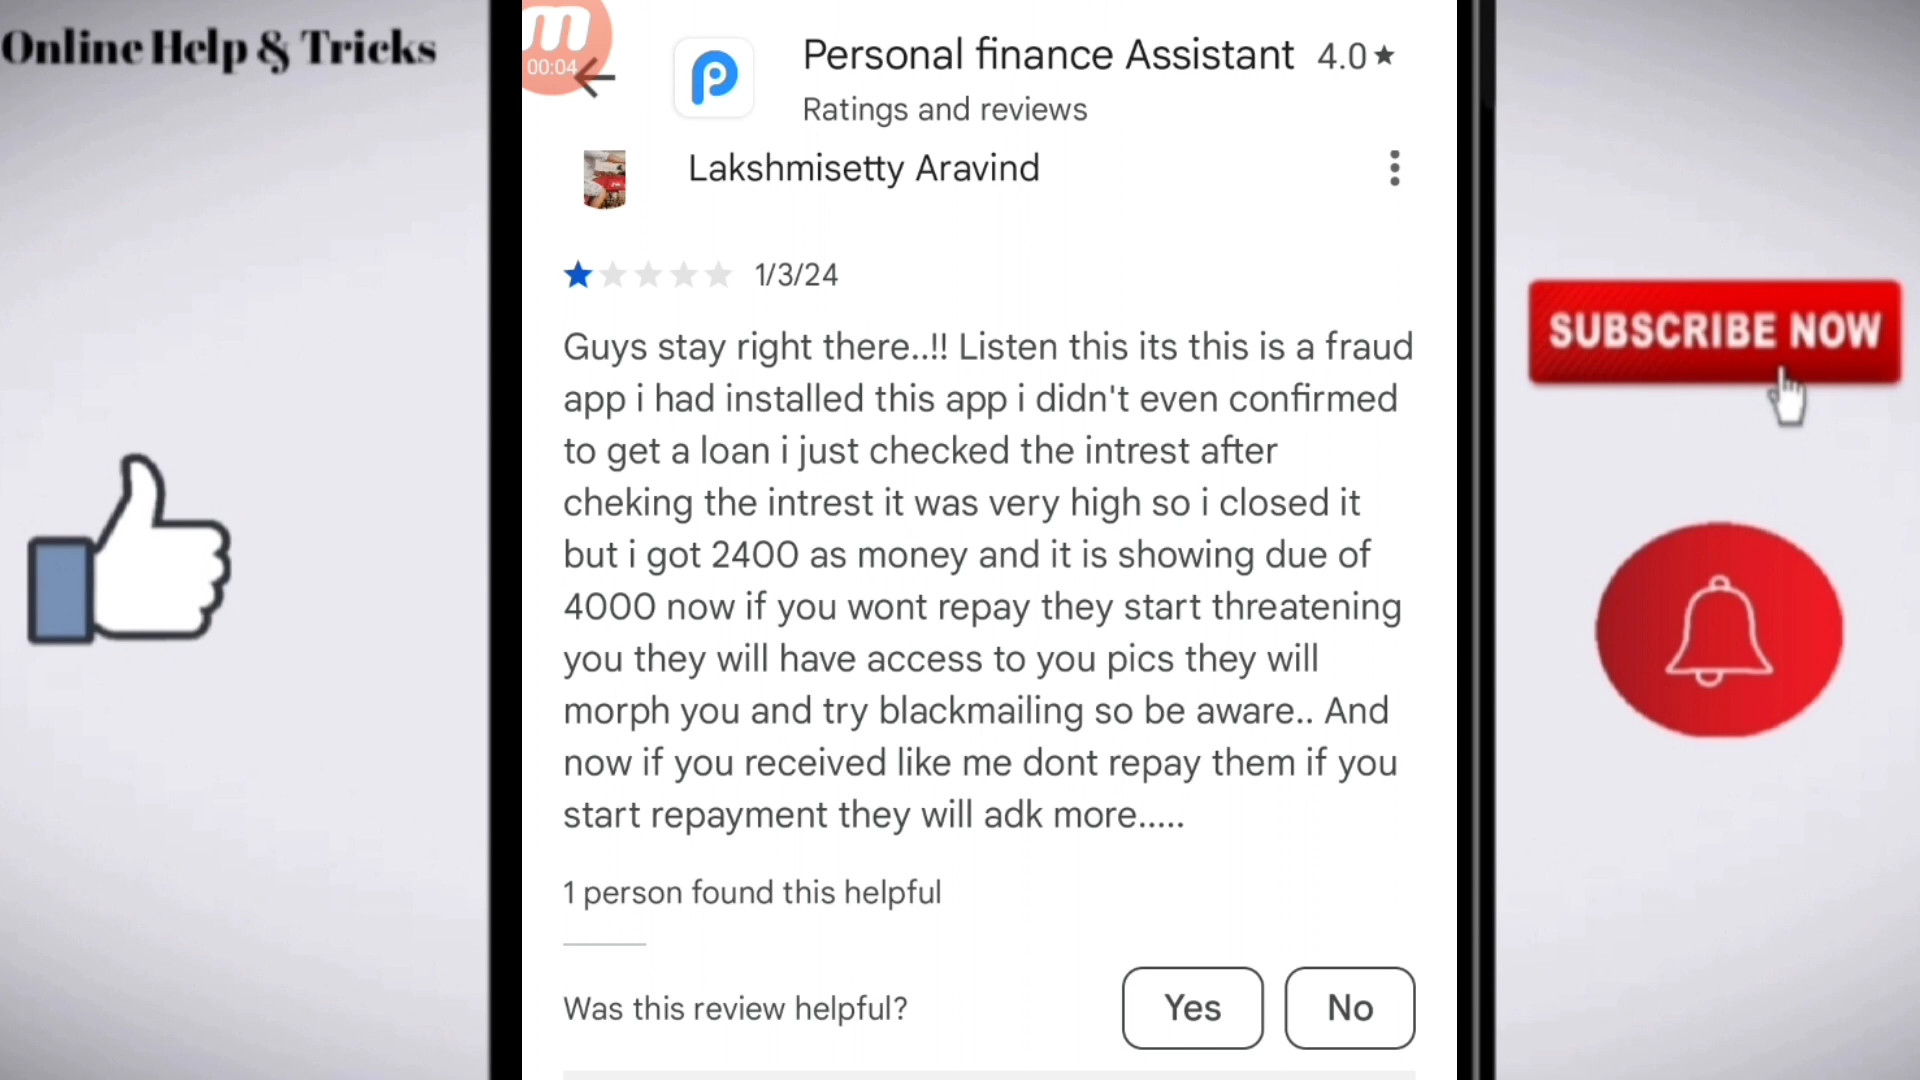 Online Help & Tricks
00:04
Personal finance Assistant 4.0★
Ratings and reviews
Lakshmisetty Aravind
1/3/24
Guys stay right there..!! Listen this its this is a fraud
app i had installed this app i didn't even confirmed
to get a loan i just checked the intrest after
cheking the intrest it was very high so i closed it
but i got 2400 as money and it is showing due of
4000 now if you wont repay they start threatening
you they will have access to you pics they will
morph you and try blackmailing so be aware.. And
now if you received like me dont repay them if you
start repayment they will adk more.....
1 person found this helpful
Was this review helpful?
Yes
No
SUBSCRIBE NOW